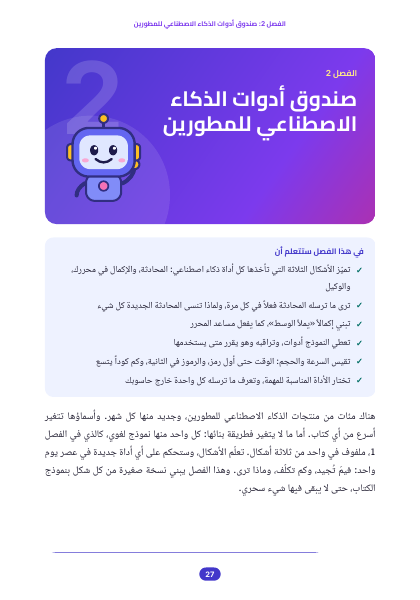 الفصل 2: صندوق أدوات الذكاء الاصطناعي للمطورين
2
الفصل 2
صندوق أدوات الذكاء
الاصطناعي للمطورين
في هذا الفصل ستتعلم أن
✓ تميّز الأشكال الثلاثة التي تأخذها كل أداة ذكاء اصطناعي: المحادثة، والإكمال في محررك،
والوكيل
✓ ترى ما ترسله المحادثة فعلاً في كل مرة، ولماذا تنسى المحادثة الجديدة كل شيء
✓ تبني إكمالاً «يملأ الوسط»، كما يفعل مساعد المحرر
✓ تعطي النموذج أدوات، وتراقبه وهو يقرر متى يستخدمها
✓ تقيس السرعة والحجم: الوقت حتى أول رمز، والرموز في الثانية، وكم كوداً يتسع
✓ تختار الأداة المناسبة للمهمة، وتعرف ما ترسله كل واحدة خارج حاسوبك
هناك مئات من منتجات الذكاء الاصطناعي للمطورين، وجديد منها كل شهر. وأسماؤها تتغير
أسرع من أي كتاب. أما ما لا يتغير فطريقة بنائها: كل واحد منها نموذج لغوي، كالذي في الفصل
1، ملفوف في واحد من ثلاثة أشكال. تعلّم الأشكال، وستحكم على أي أداة جديدة في عصر يوم
واحد: فيمَ تُجيد، وكم تكلّف، وماذا ترى. وهذا الفصل يبني نسخة صغيرة من كل شكل بنموذج
الكتاب، حتى لا يبقى فيها شيء سحري.
27